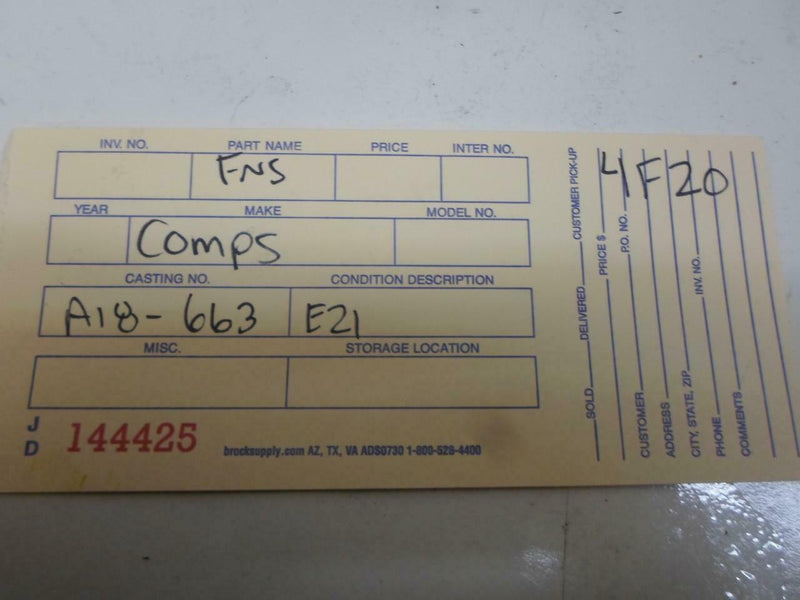 INV. NO. PART NAME PRICE INTER NO.
FNS
YEAR MAKE MODEL NO.
Comps
CASTING NO. CONDITION DESCRIPTION
A18-663 E21
MISC. STORAGE LOCATION
J
D
144425
brocksupply.com AZ, TX, VA ADS0730 1-800-528-4400
4F20
SOLD DELIVERED CUSTOMER PICK-UP
PRICE $
P.O. NO.
CUSTOMER
ADDRESS
CITY, STATE, ZIP INV. NO.
PHONE
COMMENTS